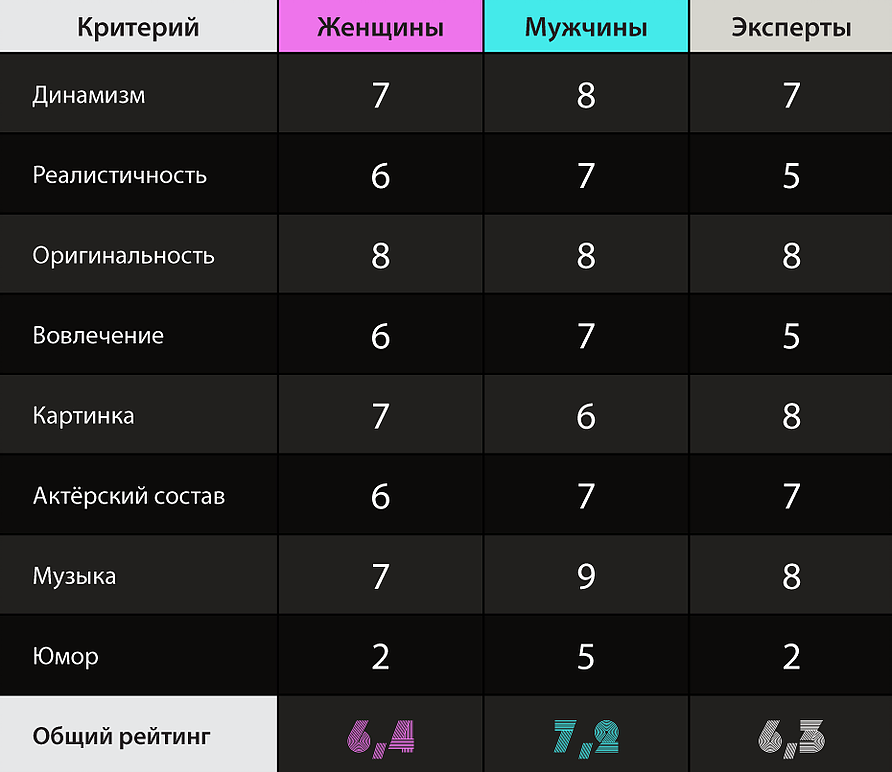 Критерий Женщины Мужчины Эксперты
Динамизм 7 8 7
Реалистичность 6 7 5
Оригинальность 8 8 8
Вовлечение 6 7 5
Картинка 7 6 8
Актёрский состав 6 7 7
Музыка 7 9 8
Юмор 2 5 2
Общий рейтинг 6,4 7,2 6,3